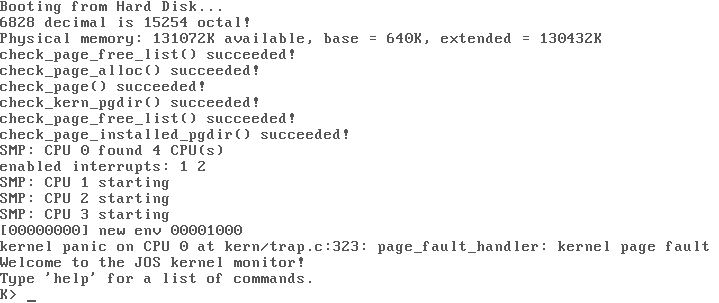 Booting from Hard Disk...
6828 decimal is 15254 octal!
Physical memory: 131072K available, base = 640K, extended = 130432K
check_page_free_list() succeeded!
check_page_alloc() succeeded!
check_page() succeeded!
check_kern_pgdir() succeeded!
check_page_free_list() succeeded!
check_page_installed_pgdir() succeeded!
SMP: CPU 0 found 4 CPU(s)
enabled interrupts: 1 2
SMP: CPU 1 starting
SMP: CPU 2 starting
SMP: CPU 3 starting
[00000000] new env 00001000
kernel panic on CPU 0 at kern/trap.c:323: page_fault_handler: kernel page fault
Welcome to the JOS kernel monitor!
Type 'help' for a list of commands.
K> _